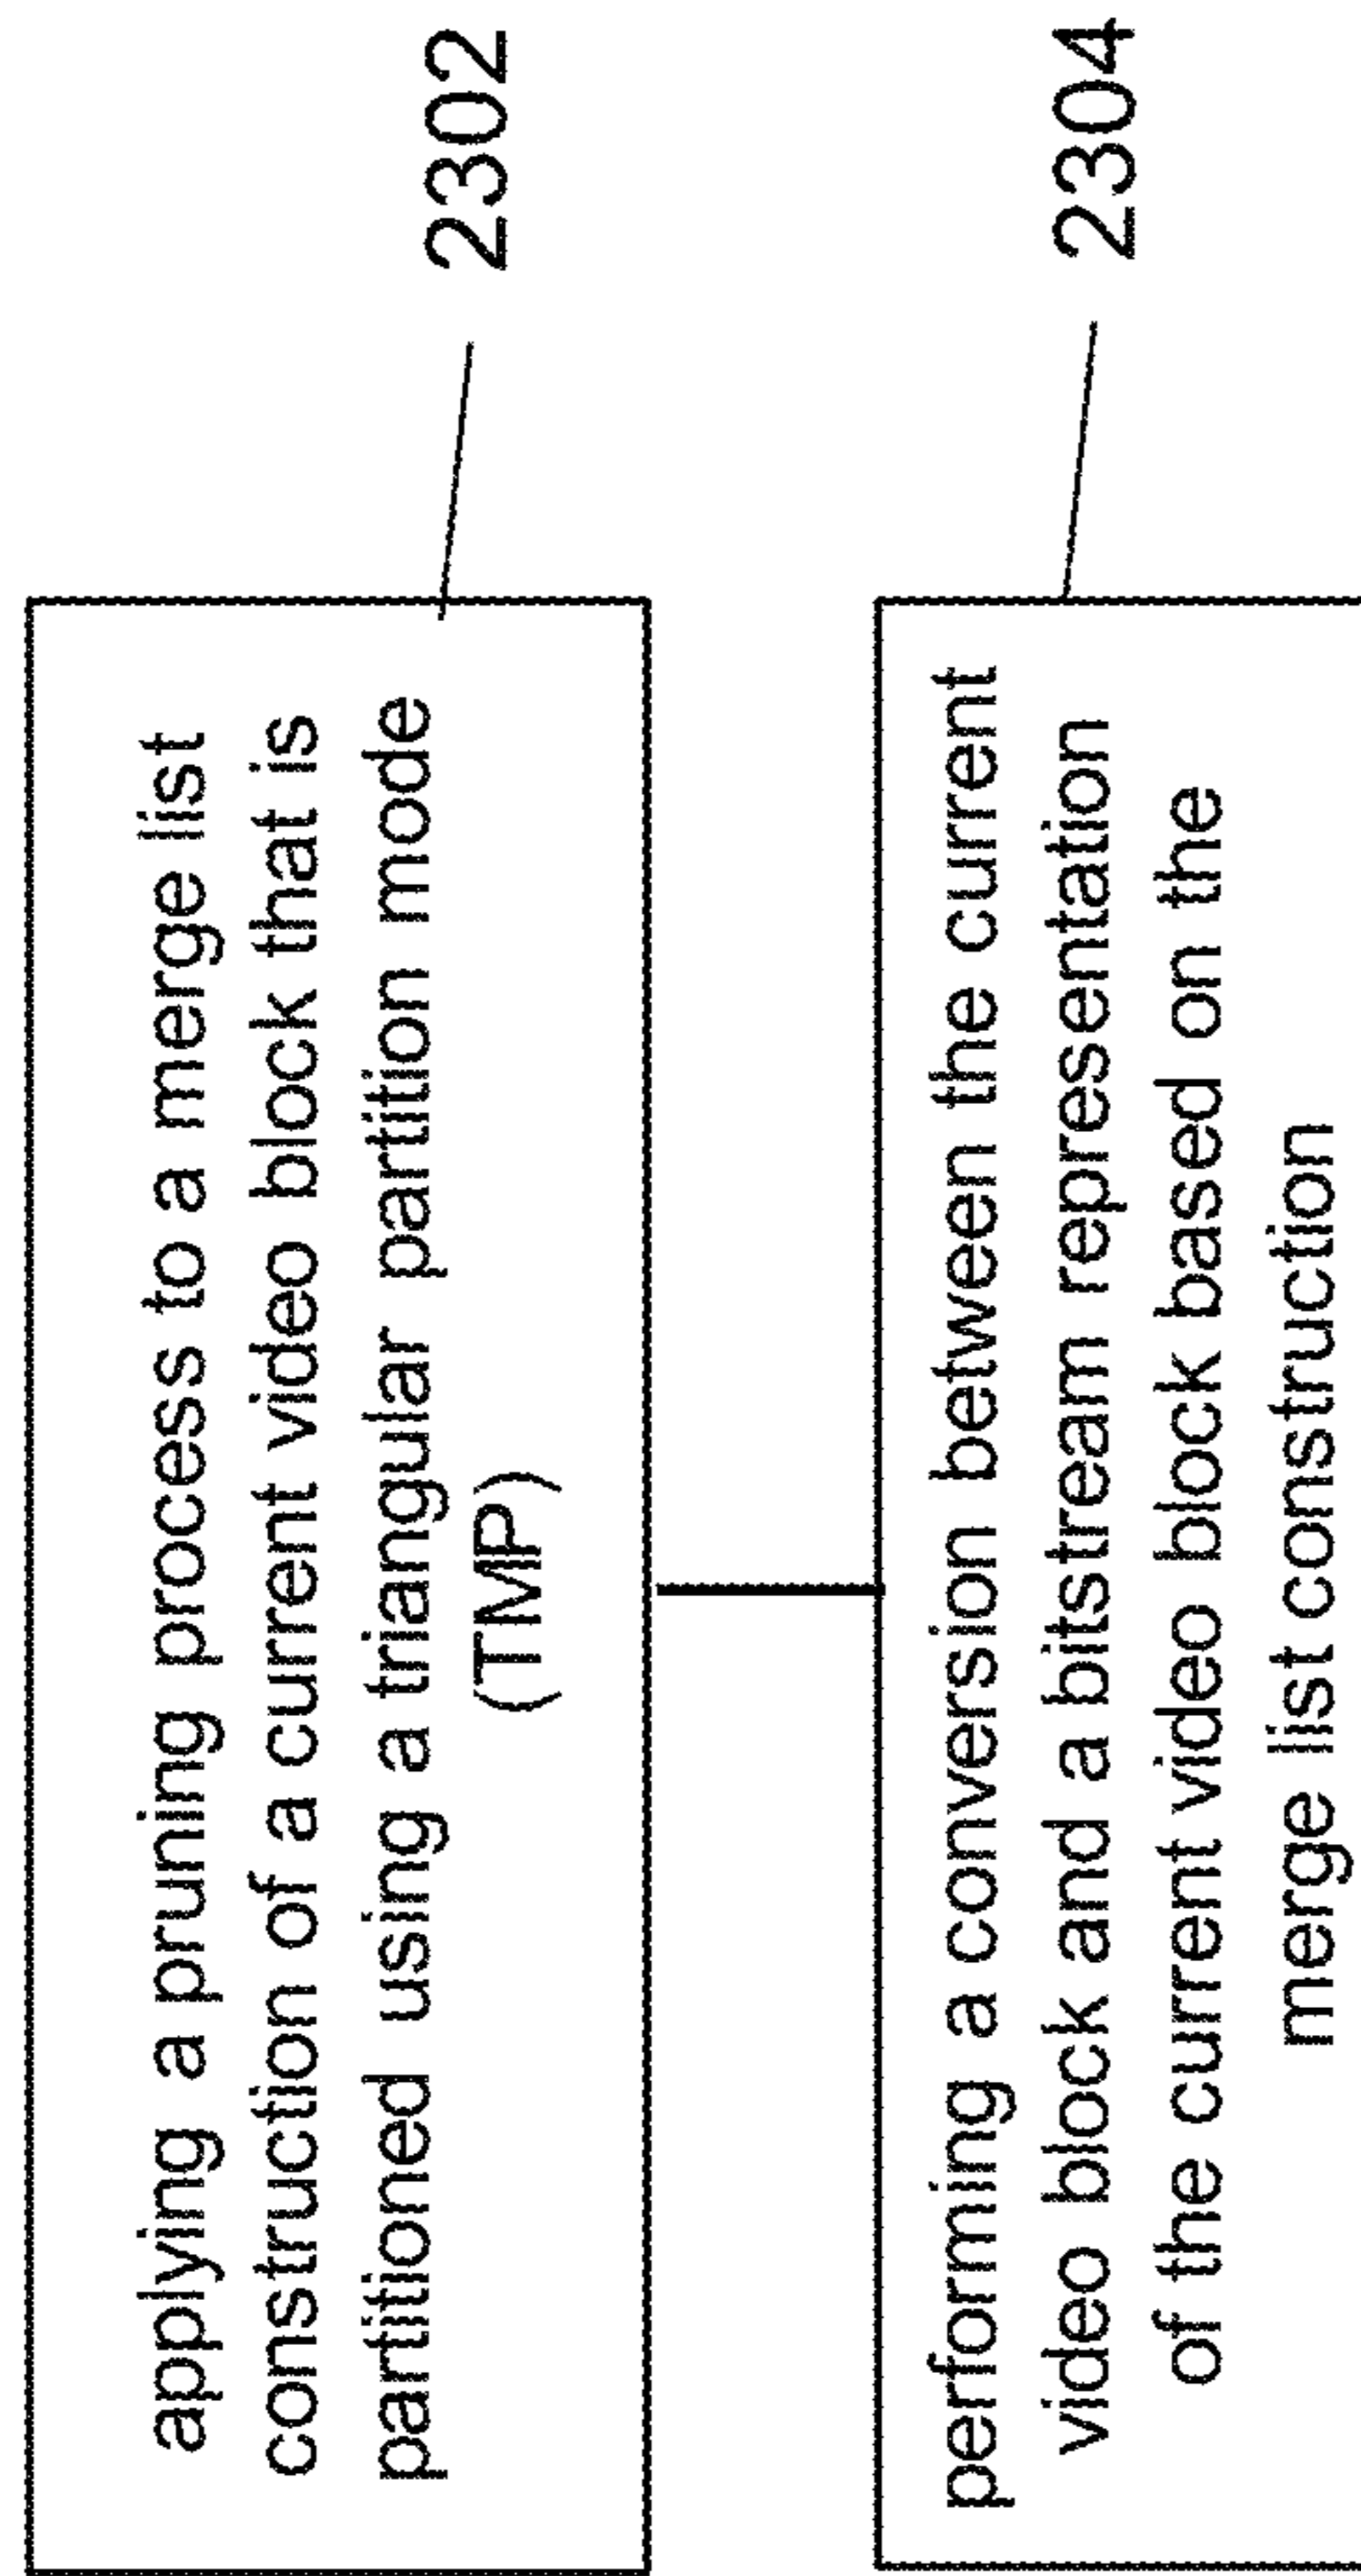 applying a pruning process to a merge list
construction of a current video block that is
partitioned using a triangular partition mode
(TMP)
2302
performing a conversion between the current
video block and a bitstream representation
of the current video block based on the
merge list construction
2304